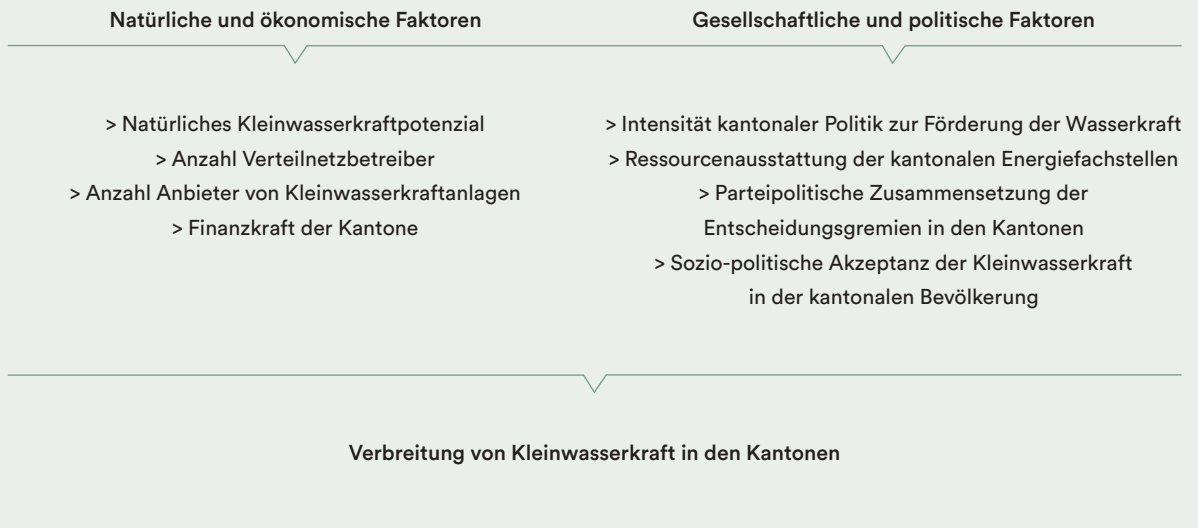 Natürliche und ökonomische Faktoren
> Natürliches Kleinwasserkraftpotenzial
> Anzahl Verteilnetzbetreiber
> Anzahl Anbieter von Kleinwasserkraftanlagen
> Finanzkraft der Kantone
Gesellschaftliche und politische Faktoren
> Intensität kantonaler Politik zur Förderung der Wasserkraft
> Ressourcenausstattung der kantonalen Energiefachstellen
> Parteipolitische Zusammensetzung der
Entscheidungsgremien in den Kantonen
> Sozio-politische Akzeptanz der Kleinwasserkraft
in der kantonalen Bevölkerung
Verbreitung von Kleinwasserkraft in den Kantonen